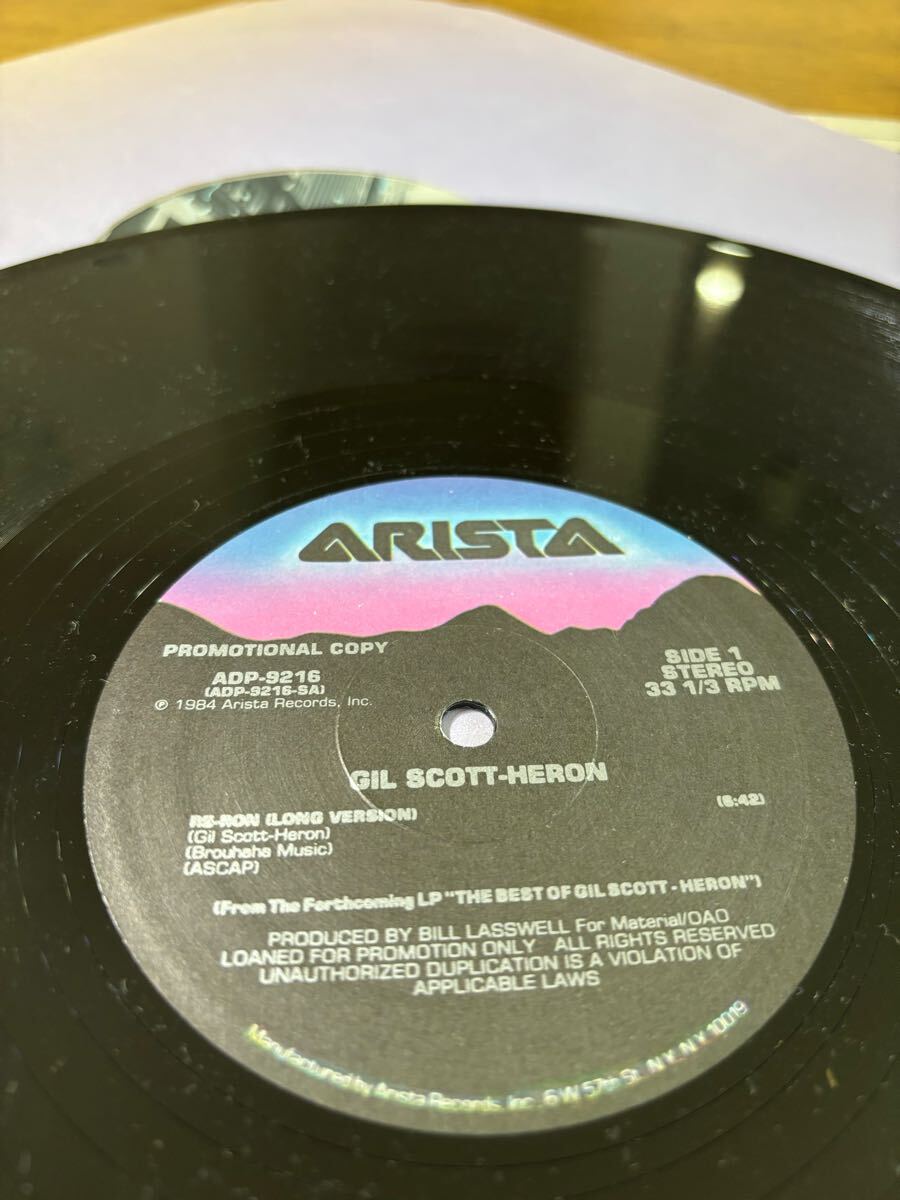 ARISTA
PROMOTIONAL COPY
ADP-9216
(ADP-9216-SA)
℗ 1984 Arista Records, Inc.
SIDE 1
STEREO
33 1/3 RPM
GIL SCOTT-HERON
RE-RON (LONG VERSION)
(6:42)
(Gil Scott-Heron)
(Brouhaha Music)
(ASCAP)
(From The Forthcoming LP "THE BEST OF GIL SCOTT - HERON")
PRODUCED BY BILL LASSWELL For Material/OAO
LOANED FOR PROMOTION ONLY ALL RIGHTS RESERVED
UNAUTHORIZED DUPLICATION IS A VIOLATION OF
APPLICABLE LAWS
Manufactured by Arista Records, Inc. 6 W 57th St. N.Y., N.Y. 10019